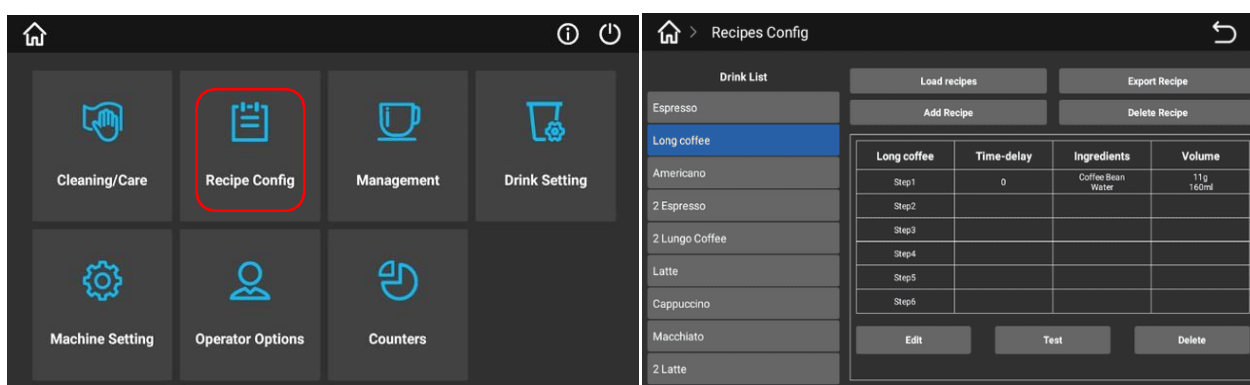 Cleaning/Care
Recipe Config
Management
Drink Setting
Machine Setting
Operator Options
Counters
> Recipes Config
Drink List
Espresso
Long coffee
Americano
2 Espresso
2 Lungo Coffee
Latte
Cappuccino
Macchiato
2 Latte
Load recipes
Export Recipe
Add Recipe
Delete Recipe
Long coffee Time-delay Ingredients Volume
Step1 0 Coffee Bean 11g
Water 160ml
Step2
Step3
Step4
Step5
Step6
Edit
Test
Delete